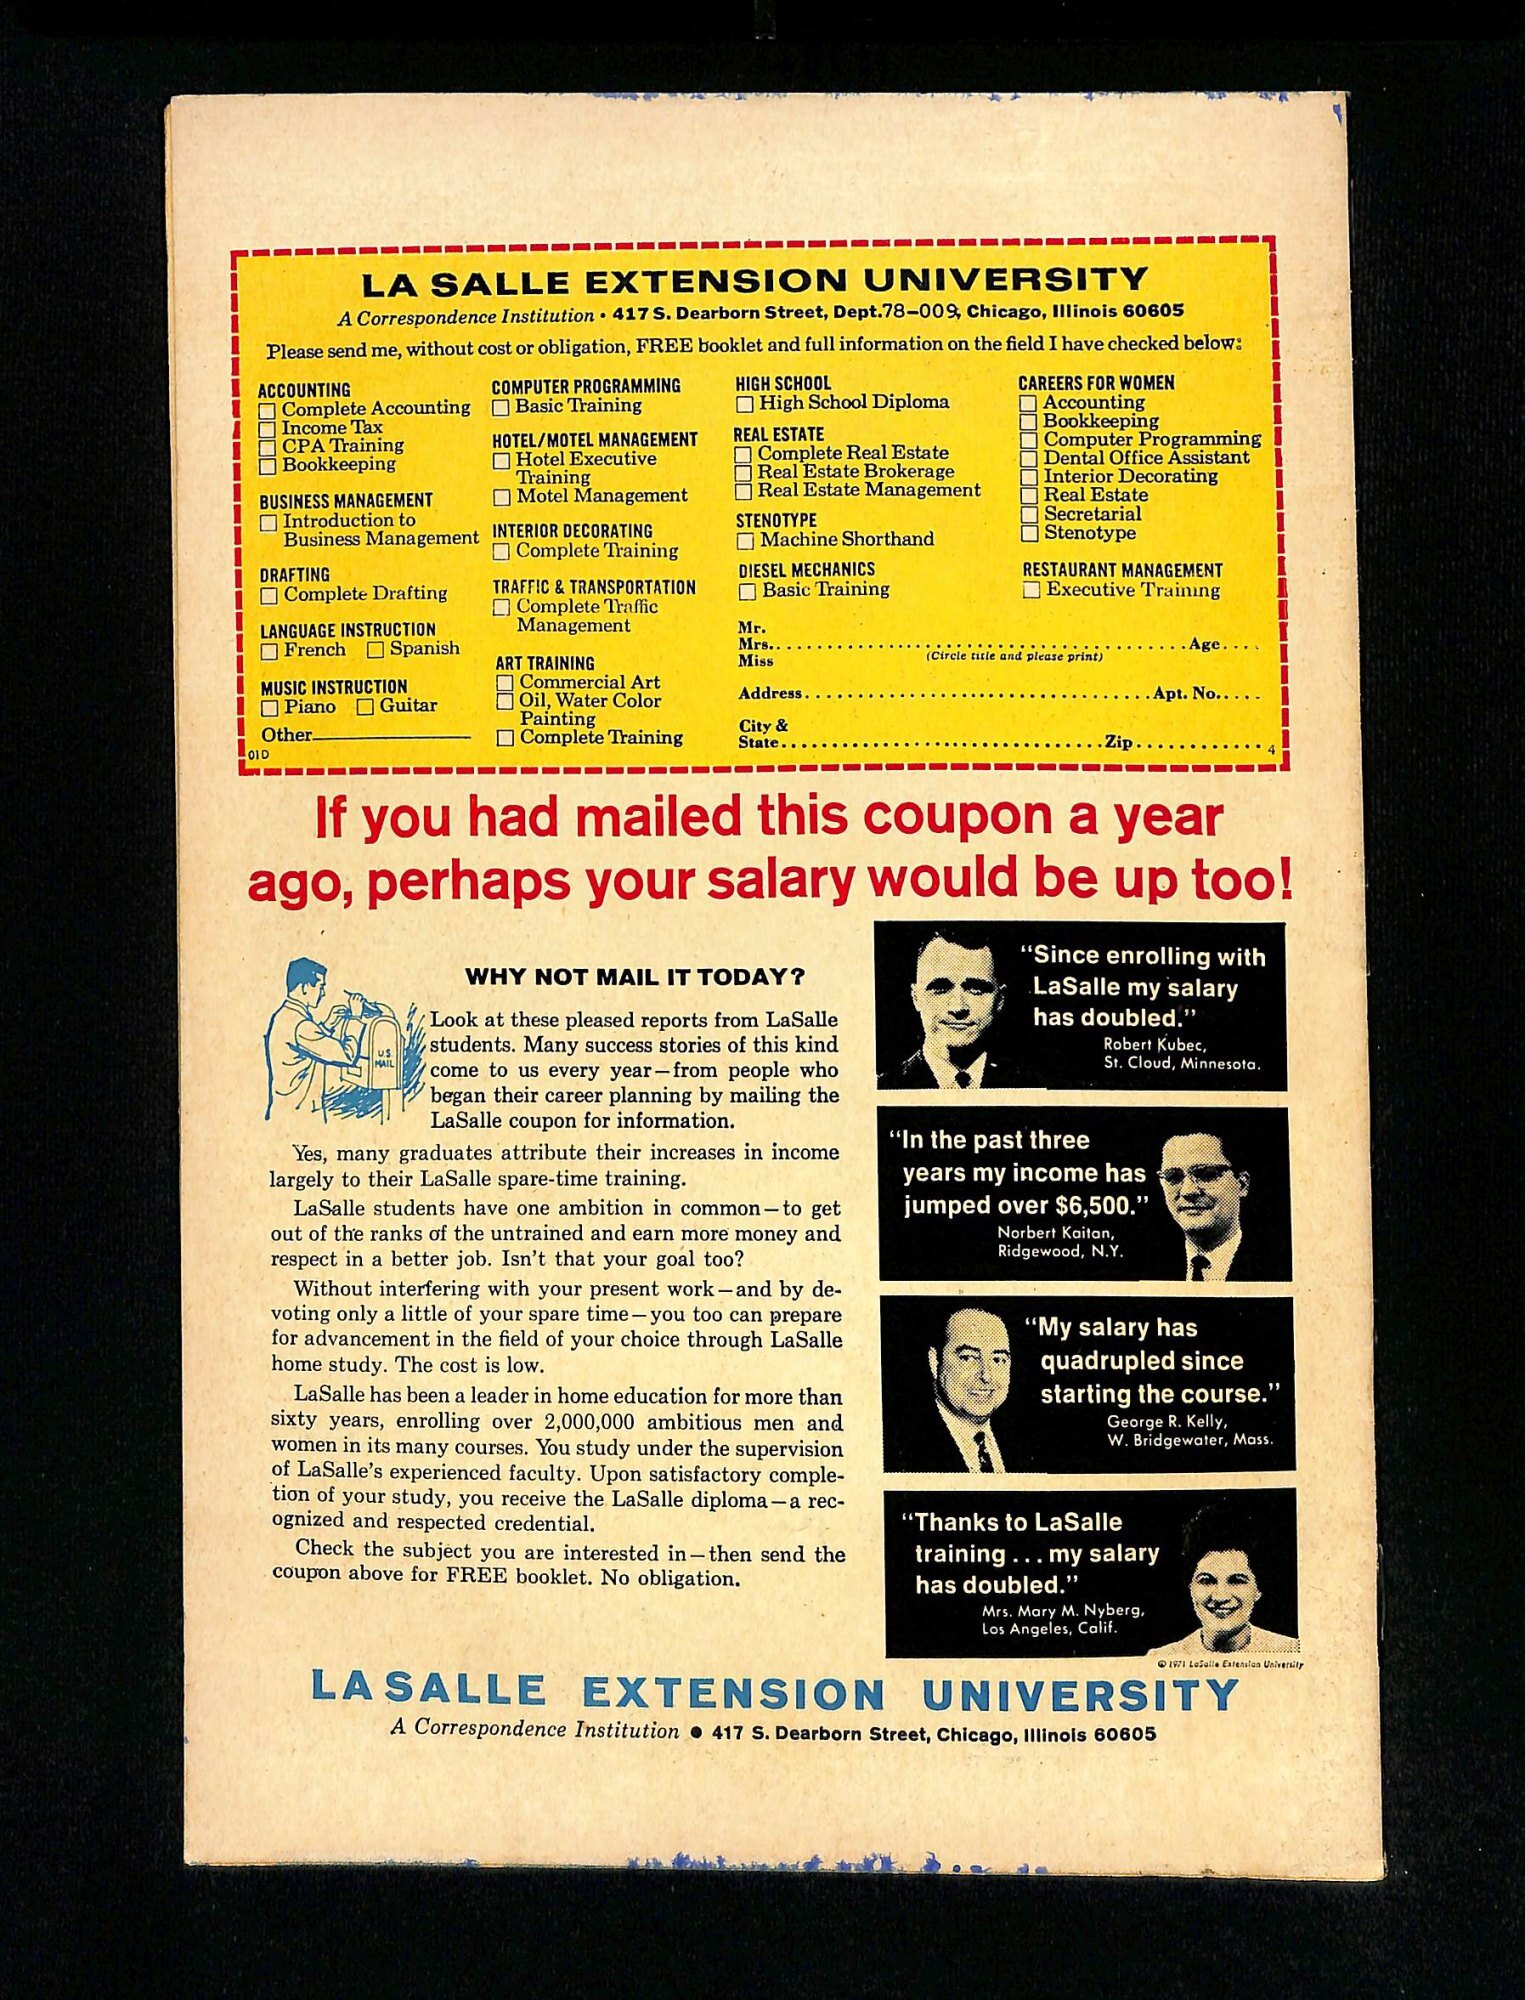 LA SALLE EXTENSION UNIVERSITY
A Correspondence Institution • 417 S. Dearborn Street, Dept.78-009, Chicago, Illinois 60605
Please send me, without cost or obligation, FREE booklet and full information on the field I have checked below:
ACCOUNTING
Complete Accounting
Income Tax
CPA Training
Bookkeeping
BUSINESS MANAGEMENT
Introduction to
Business Management
DRAFTING
Complete Drafting
LANGUAGE INSTRUCTION
French Spanish
MUSIC INSTRUCTION
Piano Guitar
Other
01D
COMPUTER PROGRAMMING
Basic Training
HOTEL/MOTEL MANAGEMENT
Hotel Executive
Training
Motel Management
INTERIOR DECORATING
Complete Training
TRAFFIC & TRANSPORTATION
Complete Traffic
Management
ART TRAINING
Commercial Art
Oil, Water Color
Painting
Complete Training
HIGH SCHOOL
High School Diploma
REAL ESTATE
Complete Real Estate
Real Estate Brokerage
Real Estate Management
STENOTYPE
Machine Shorthand
DIESEL MECHANICS
Basic Training
CAREERS FOR WOMEN
Accounting
Bookkeeping
Computer Programming
Dental Office Assistant
Interior Decorating
Real Estate
Secretarial
Stenotype
RESTAURANT MANAGEMENT
Executive Training
Mr.
Mrs. Age
Miss (Circle title and please print)
Address Apt. No.
City &
State Zip
4
If you had mailed this coupon a year
ago, perhaps your salary would be up too!
WHY NOT MAIL IT TODAY?
U.S.
MAIL
Look at these pleased reports from LaSalle
students. Many success stories of this kind
come to us every year—from people who
began their career planning by mailing the
LaSalle coupon for information.
Yes, many graduates attribute their increases in income
largely to their LaSalle spare-time training.
LaSalle students have one ambition in common—to get
out of the ranks of the untrained and earn more money and
respect in a better job. Isn't that your goal too?
Without interfering with your present work—and by de-
voting only a little of your spare time—you too can prepare
for advancement in the field of your choice through LaSalle
home study. The cost is low.
LaSalle has been a leader in home education for more than
sixty years, enrolling over 2,000,000 ambitious men and
women in its many courses. You study under the supervision
of LaSalle's experienced faculty. Upon satisfactory comple-
tion of your study, you receive the LaSalle diploma—a rec-
ognized and respected credential.
Check the subject you are interested in—then send the
coupon above for FREE booklet. No obligation.
"Since enrolling with
LaSalle my salary
has doubled."
Robert Kubec,
St. Cloud, Minnesota.
"In the past three
years my income has
jumped over $6,500."
Norbert Kaitan,
Ridgewood, N.Y.
"My salary has
quadrupled since
starting the course."
George R. Kelly,
W. Bridgewater, Mass.
"Thanks to LaSalle
training ... my salary
has doubled."
Mrs. Mary M. Nyberg,
Los Angeles, Calif.
© 1971 LaSalle Extension University
LA SALLE EXTENSION UNIVERSITY
A Correspondence Institution • 417 S. Dearborn Street, Chicago, Illinois 60605